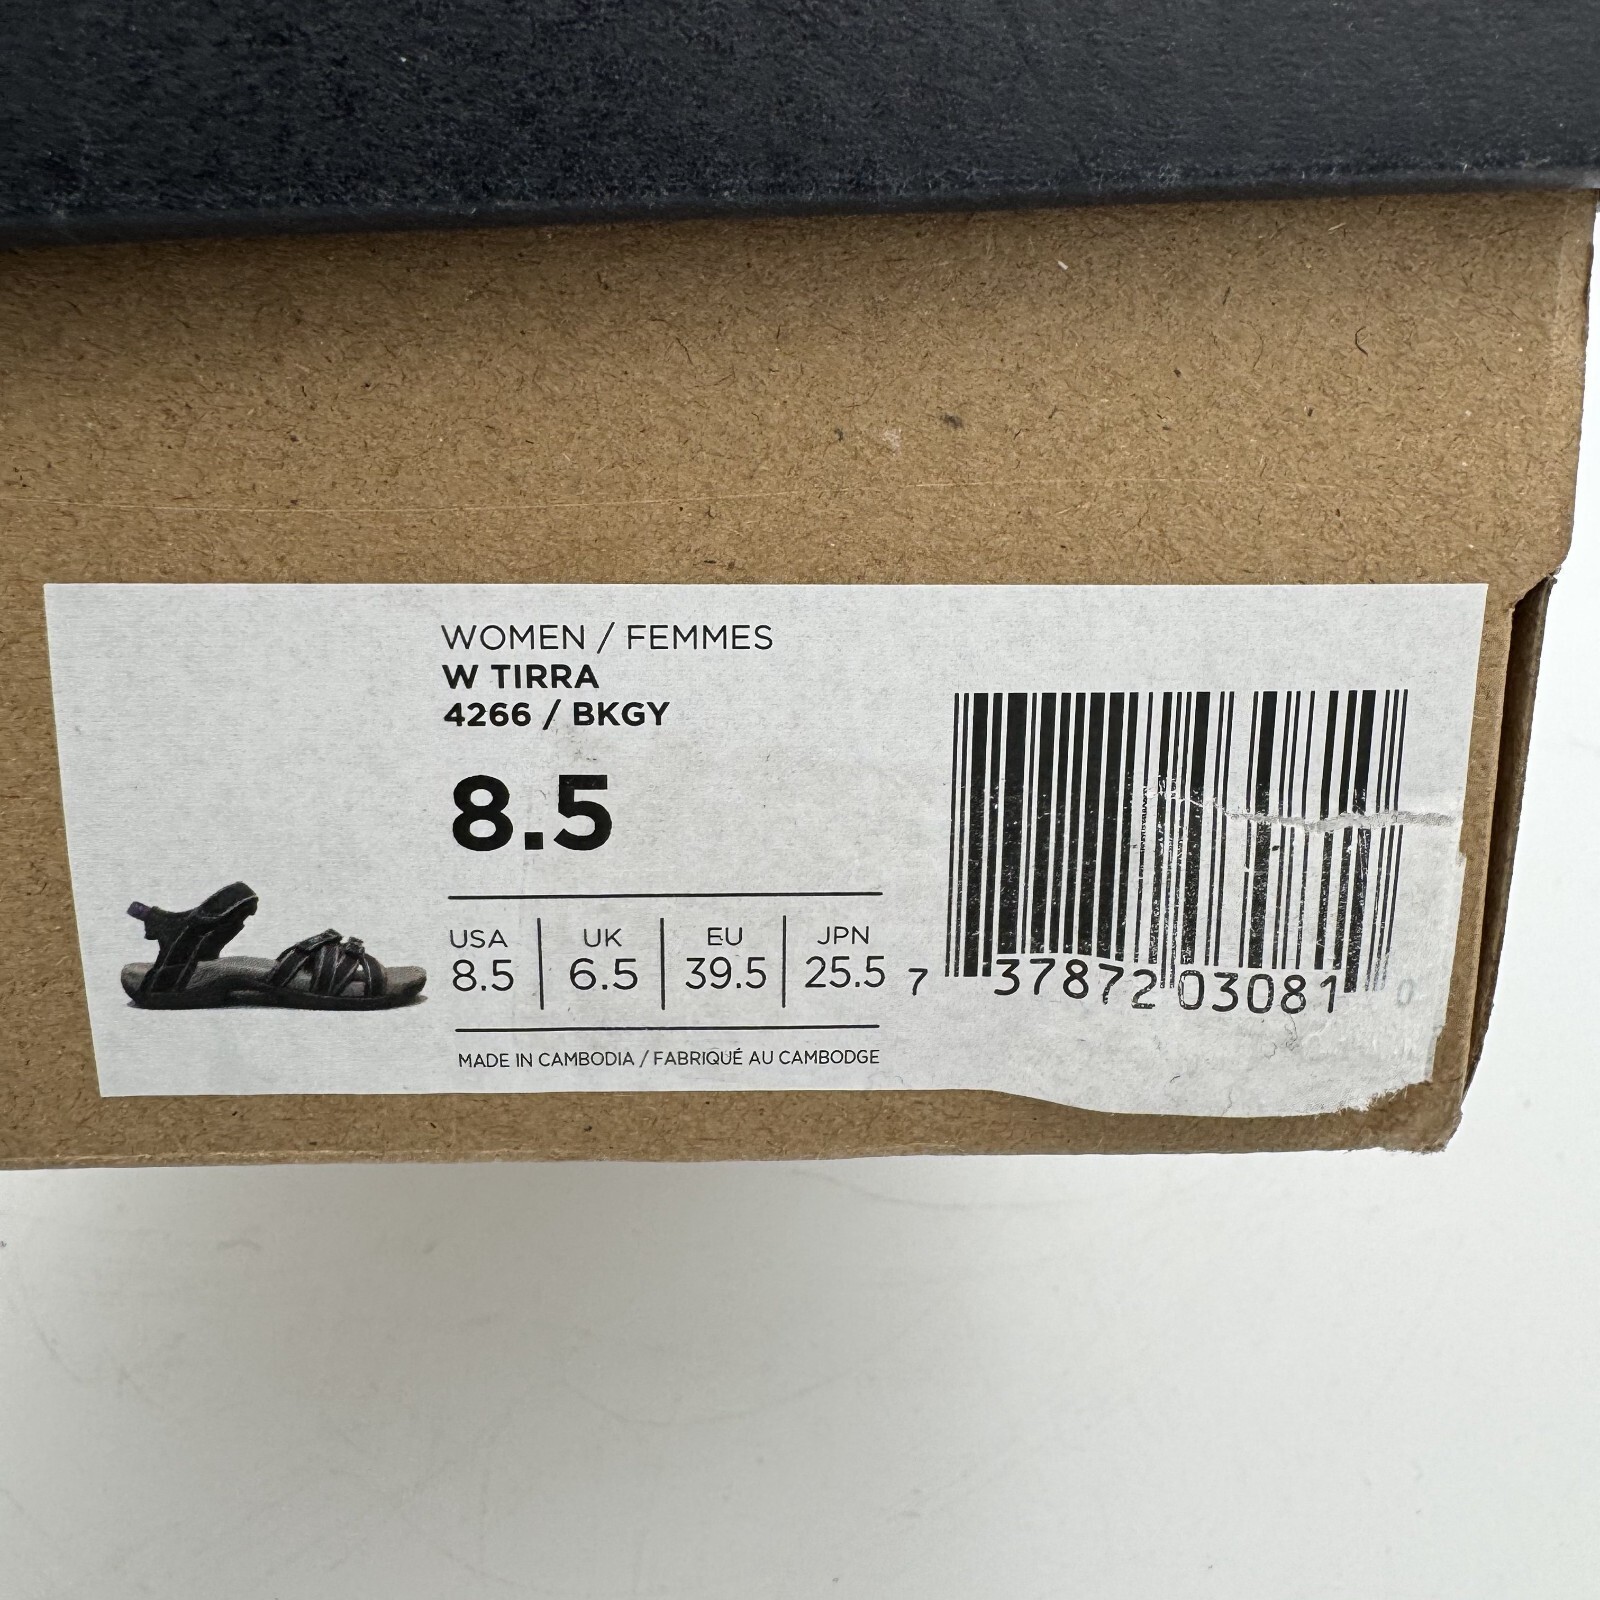 WOMEN / FEMMES
W TIRRA
4266 / BKGY
8.5
USA UK EU JPN
8.5 6.5 39.5 25.5
MADE IN CAMBODIA / FABRIQUÉ AU CAMBODGE
7 37872 03081 0